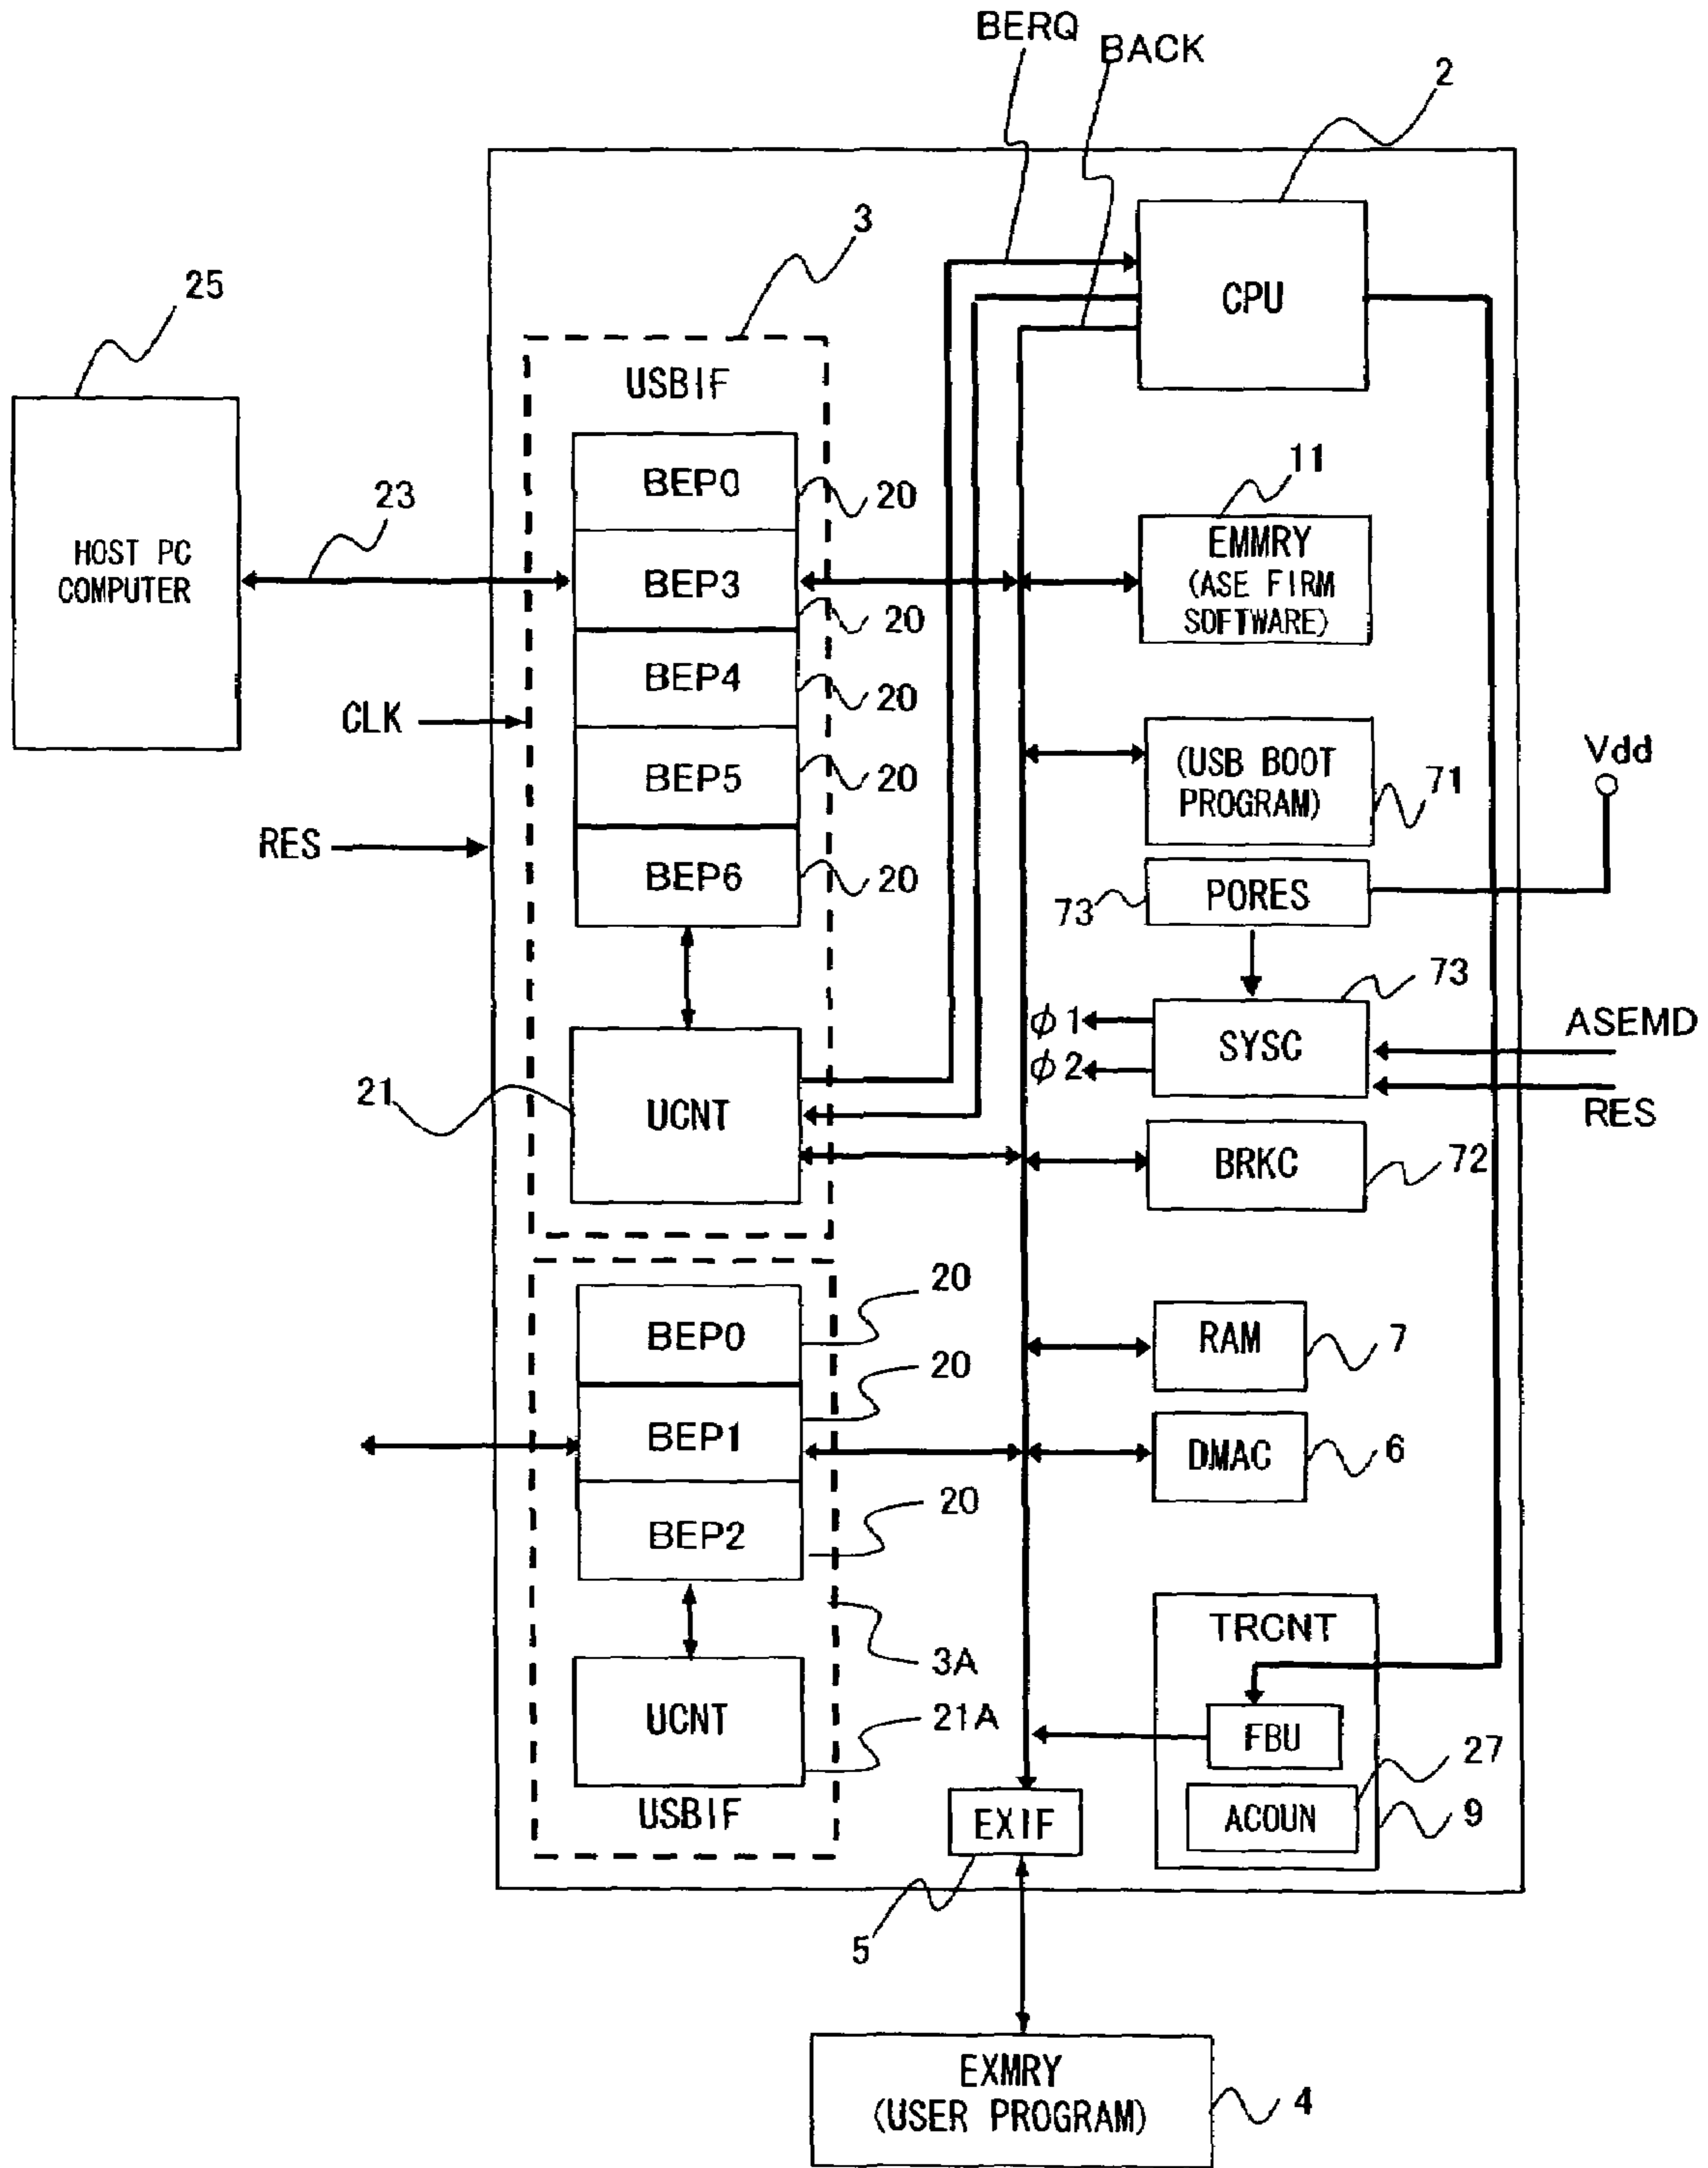 BERQ
BACK
2
3
25
CPU
USBIF
BEP0
20
11
23
HOST PC
COMPUTER
BEP3
20
EMMRY
(ASE FIRM
SOFTWARE)
BEP4
20
CLK
BEP5
20
(USB BOOT
PROGRAM)
71
Vdd
RES
BEP6
20
73
PORES
73
φ1
φ2
SYSC
ASEMD
RES
21
UCNT
BRKC
72
20
BEP0
20
RAM
7
BEP1
DMAC
6
20
BEP2
3A
TRCNT
UCNT
21A
FBU
27
USBIF
EXIF
ACOUN
9
5
EXMRY
(USER PROGRAM)
4